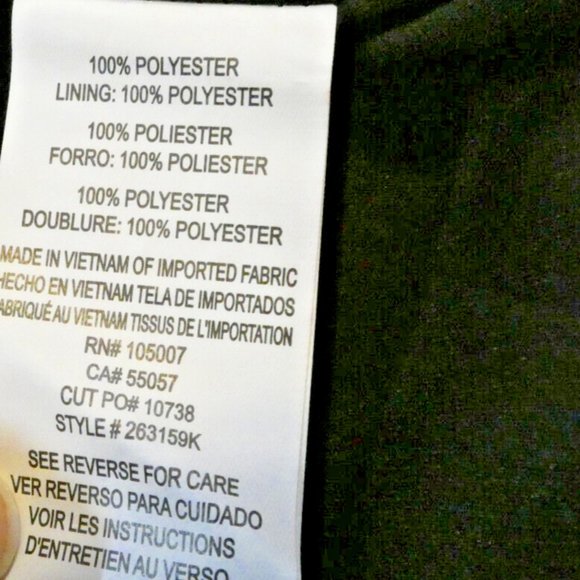 100% POLYESTER
LINING: 100% POLYESTER
100% POLIESTER
FORRO: 100% POLIESTER
100% POLYESTER
DOUBLURE: 100% POLYESTER
MADE IN VIETNAM OF IMPORTED FABRIC
HECHO EN VIETNAM TELA DE IMPORTADOS
FABRIQUÉ AU VIETNAM TISSUS DE L'IMPORTATION
RN# 105007
CA# 55057
CUT PO# 10738
STYLE # 263159K
SEE REVERSE FOR CARE
VER REVERSO PARA CUIDADO
VOIR LES INSTRUCTIONS
D'ENTRETIEN AU VERSO